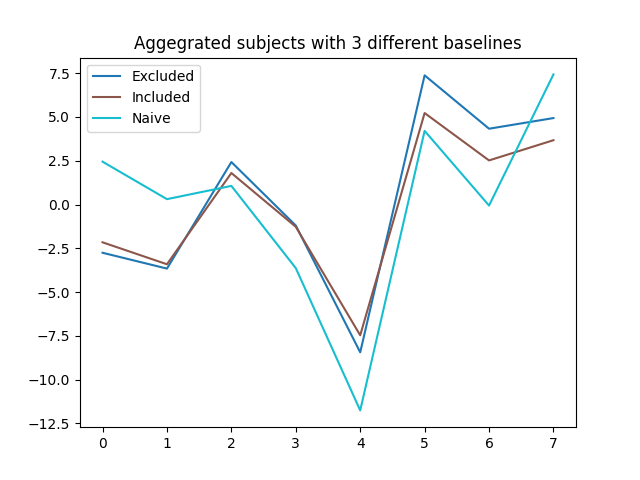 Aggegrated subjects with 3 different baselines
Excluded
Included
Naive
7.5
5.0
2.5
0.0
−2.5
−5.0
−7.5
−10.0
−12.5
0 1 2 3 4 5 6 7